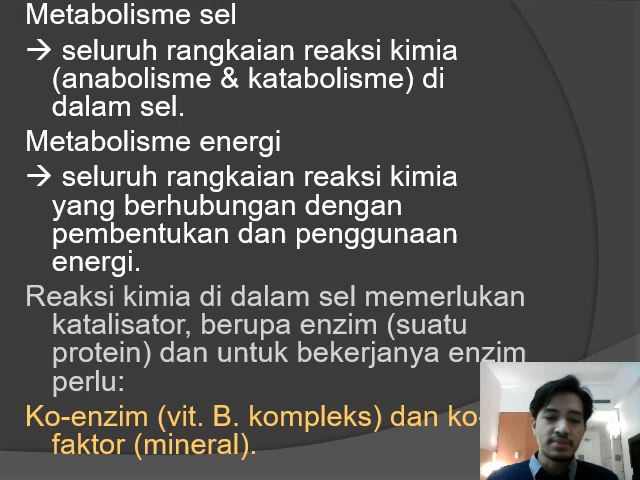 Metabolisme sel
→ seluruh rangkaian reaksi kimia
(anabolisme & katabolisme) di
dalam sel.
Metabolisme energi
→ seluruh rangkaian reaksi kimia
yang berhubungan dengan
pembentukan dan penggunaan
energi.
Reaksi kimia di dalam sel memerlukan
katalisator, berupa enzim (suatu
protein) dan untuk bekerjanya enzim
perlu:
Ko-enzim (vit. B. kompleks) dan ko-
faktor (mineral).